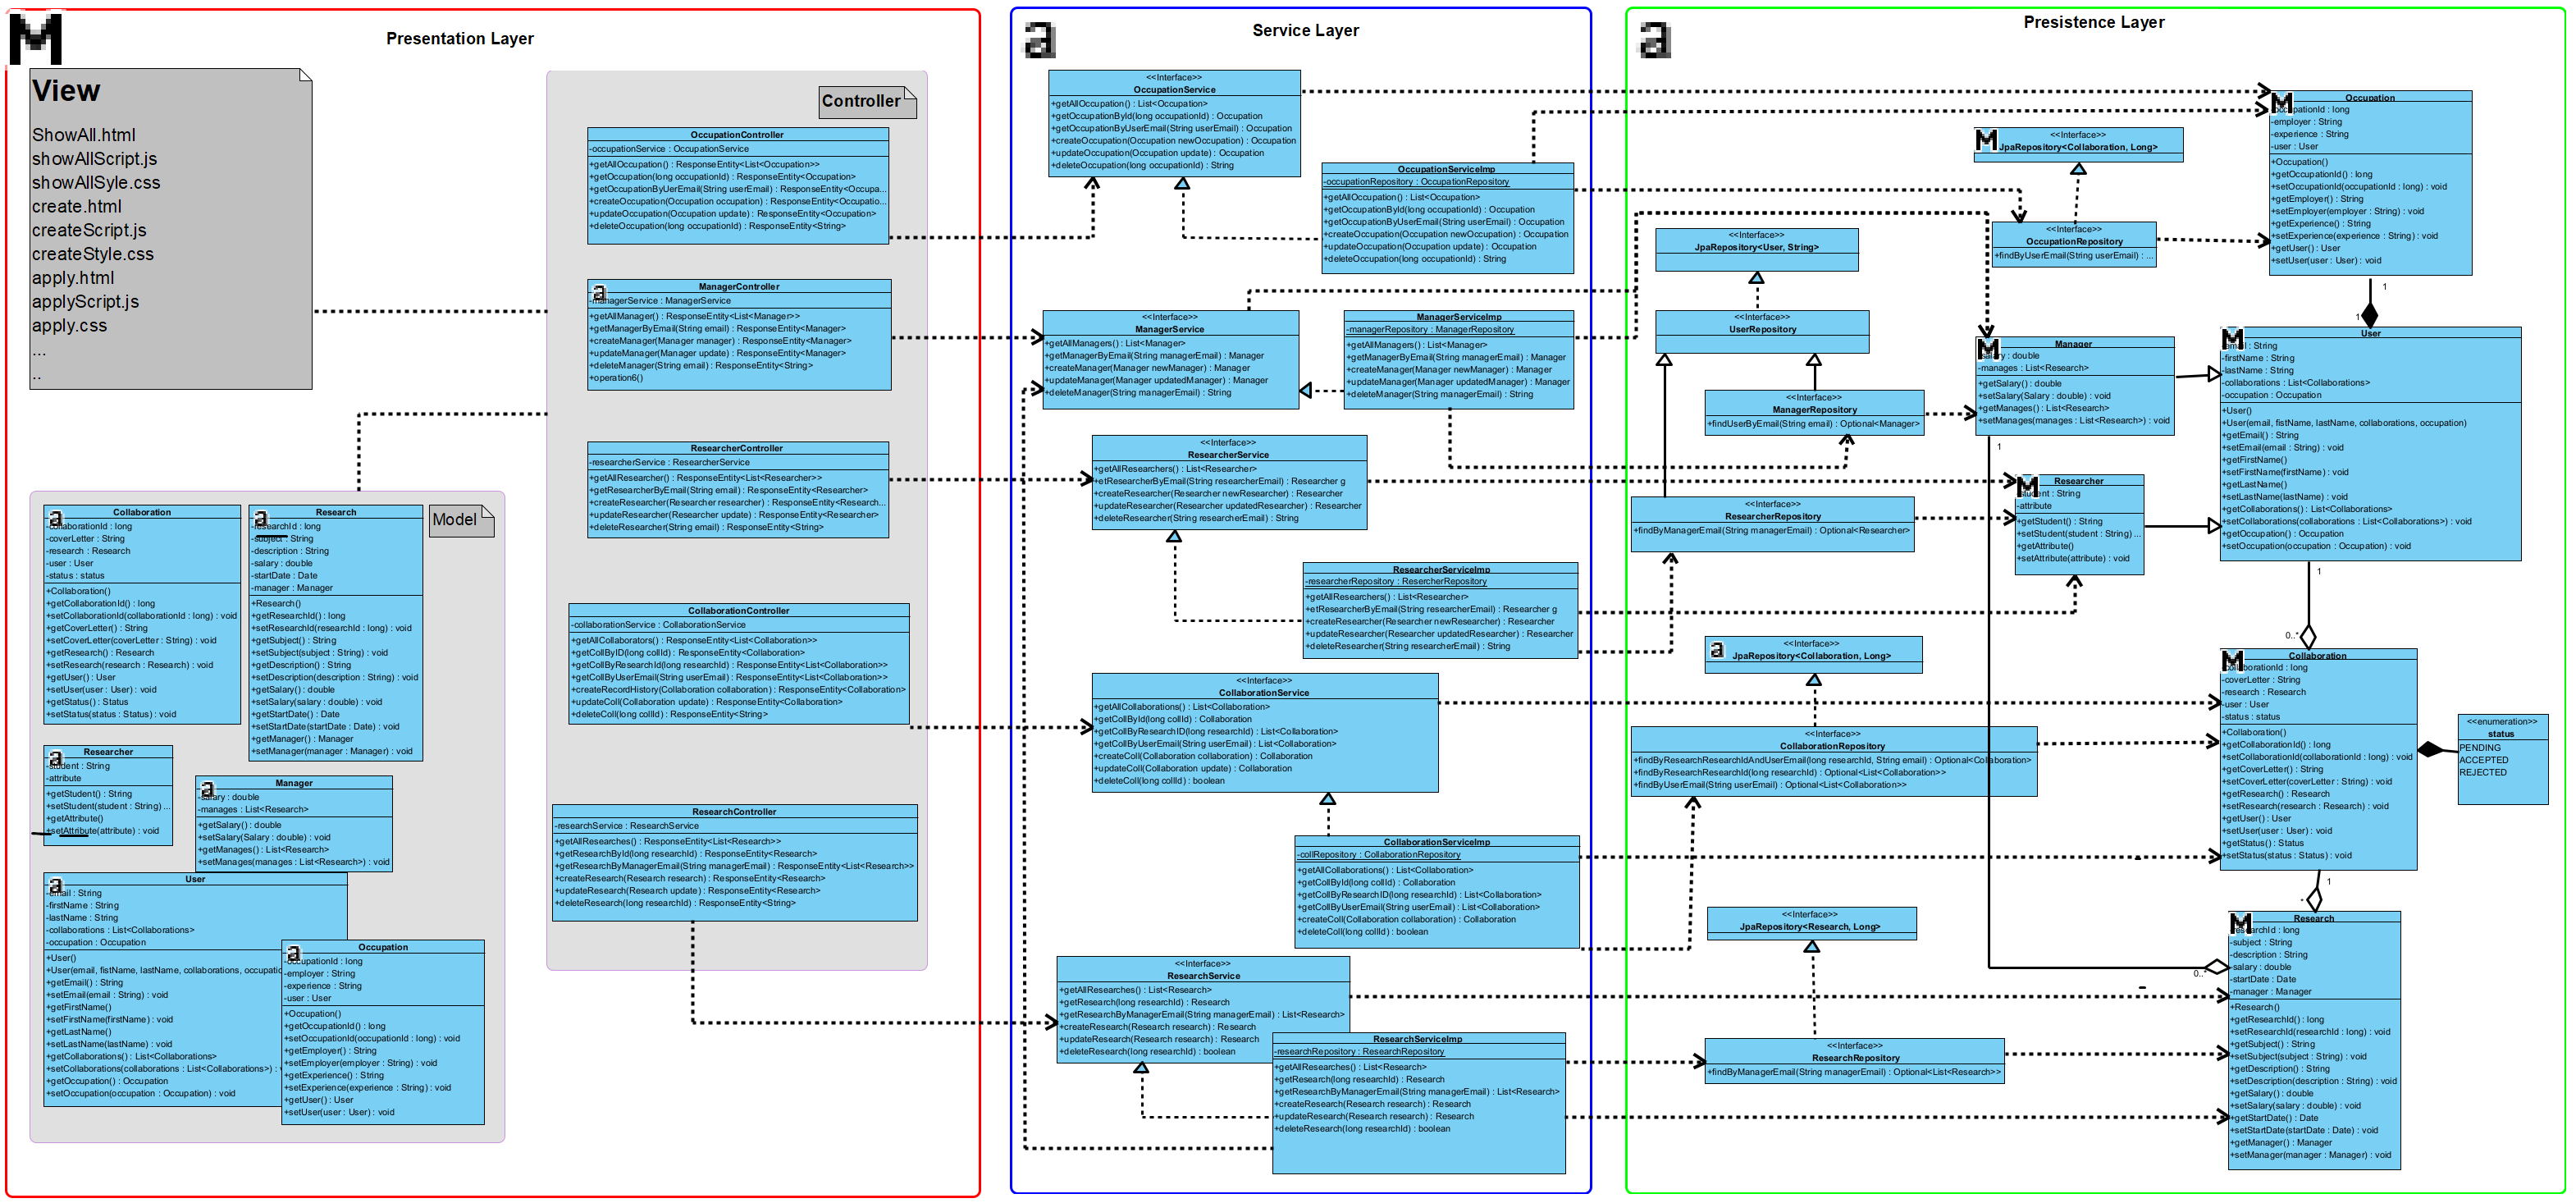 Presentation Layer
View
ShowAll.html
showAllScript.js
showAllSyle.css
create.html
createScript.js
createStyle.css
apply.html
applyScript.js
apply.css
...
..
Controller
OccupationController
-occupationService : OccupationService
+getAllOccupation() : ResponseEntity<List<Occupation>>
+getOccupation(long occupationId) : ResponseEntity<Occupation>
+getOccupationByUerEmail(String userEmail) : ResponseEntity<Occupa...
+createOccupation(Occupation occupation) : ResponseEntity<Occupatio...
+updateOccupation(Occupation update) : ResponseEntity<Occupation>
+deleteOccupation(long occupationId) : ResponseEntity<String>
ManagerController
-managerService : ManagerService
+getAllManager() : ResponseEntity<List<Manager>>
+getManagerByEmail(String email) : ResponseEntity<Manager>
+createManager(Manager manager) : ResponseEntity<Manager>
+updateManager(Manager update) : ResponseEntity<Manager>
+deleteManager(String email) : ResponseEntity<String>
+operation6()
ResearcherController
-researcherService : ResearcherService
+getAllResearcher() : ResponseEntity<List<Researcher>>
+getResearcherByEmail(String email) : ResponseEntity<Researcher>
+createResearcher(Researcher researcher) : ResponseEntity<Research...
+updateResearcher(Researcher update) : ResponseEntity<Researcher>
+deleteResearcher(String email) : ResponseEntity<String>
CollaborationController
-collaborationService : CollaborationService
+getAllCollaborators() : ResponseEntity<List<Collaboration>>
+getCollByID(long collId) : ResponseEntity<Collaboration>
+getCollByResearchId(long researchId) : ResponseEntity<List<Collaboration>>
+getCollByUserEmail(String userEmail) : ResponseEntity<List<Collaboration>>
+createRecordHistory(Collaboration collaboration) : ResponseEntity<Collaboration>
+updateColl(Collaboration update) : ResponseEntity<Collaboration>
+deleteColl(long collId) : ResponseEntity<String>
ResearchController
-researchService : ResearchService
+getAllResearches() : ResponseEntity<List<Research>>
+getResearchById(long researchId) : ResponseEntity<Research>
+getResearchByManagerEmail(String managerEmail) : ResponseEntity<List<Research>>
+createResearch(Research research) : ResponseEntity<Research>
+updateResearch(Research update) : ResponseEntity<Research>
+deleteResearch(long researchId) : ResponseEntity<String>
Model
Collaboration
-collaborationId : long
-coverLetter : String
-research : Research
-user : User
-status : status
+Collaboration()
+getCollaborationId() : long
+setCollaborationId(collaborationId : long) : void
+getCoverLetter() : String
+setCoverLetter(coverLetter : String) : void
+getResearch() : Research
+setResearch(research : Research) : void
+getUser() : User
+setUser(user : User) : void
+getStatus() : Status
+setStatus(status : Status) : void
Research
-researchId : long
-subject : String
-description : String
-salary : double
-startDate : Date
-manager : Manager
+Research()
+getResearchId() : long
+setResearchId(researchId : long) : void
+getSubject() : String
+setSubject(subject : String) : void
+getDescription() : String
+setDescription(description : String) : void
+getSalary() : double
+setSalary(salary : double) : void
+getStartDate() : Date
+setStartDate(startDate : Date) : void
+getManager() : Manager
+setManager(manager : Manager) : void
Researcher
-student : String
-attribute
+getStudent() : String
+setStudent(student : String) ...
+getAttribute()
+setAttribute(attribute) : void
Manager
-salary : double
-manages : List<Research>
+getSalary() : double
+setSalary(Salary : double) : void
+getManages() : List<Research>
+setManages(manages : List<Research>) : void
User
-email : String
-firstName : String
-lastName : String
-collaborations : List<Collaborations>
-occupation : Occupation
+User()
+User(email, fistName, lastName, collaborations, occupatio
+getEmail() : String
+setEmail(email : String) : void
+getFirstName()
+setFirstName(firstName) : void
+getLastName()
+setLastName(lastName) : void
+getCollaborations() : List<Collaborations>
+setCollaborations(collaborations : List<Collaborations>) :
+getOccupation() : Occupation
+setOccupation(occupation : Occupation) : void
Occupation
-occupationId : long
-employer : String
-experience : String
-user : User
+Occupation()
+getOccupationId() : long
+setOccupationId(occupationId : long) : void
+getEmployer() : String
+setEmployer(employer : String) : void
+getExperience() : String
+setExperience(experience : String) : void
+getUser() : User
+setUser(user : User) : void
Service Layer
<<Interface>>
OccupationService
+getAllOccupation() : List<Occupation>
+getOccupationById(long occupationId) : Occupation
+getOccupationByUserEmail(String userEmail) : Occupation
+createOccupation(Occupation newOccupation) : Occupation
+updateOccupation(Occupation update) : Occupation
+deleteOccupation(long occupationId) : String
OccupationServiceImp
-occupationRepository : OccupationRepository
+getAllOccupation() : List<Occupation>
+getOccupationById(long occupationId) : Occupation
+getOccupationByUserEmail(String userEmail) : Occupation
+createOccupation(Occupation newOccupation) : Occupation
+updateOccupation(Occupation update) : Occupation
+deleteOccupation(long occupationId) : String
<<Interface>>
ManagerService
+getAllManagers() : List<Manager>
+getManagerByEmail(String managerEmail) : Manager
+createManager(Manager newManager) : Manager
+updateManager(Manager updatedManager) : Manager
+deleteManager(String managerEmail) : String
ManagerServiceImp
-managerRepository : ManagerRepository
+getAllManagers() : List<Manager>
+getManagerByEmail(String managerEmail) : Manager
+createManager(Manager newManager) : Manager
+updateManager(Manager updatedManager) : Manager
+deleteManager(String managerEmail) : String
<<Interface>>
ResearcherService
+getAllResearchers() : List<Researcher>
+etResearcherByEmail(String researcherEmail) : Researcher g
+createResearcher(Researcher newResearcher) : Researcher
+updateResearcher(Researcher updatedResearcher) : Researcher
+deleteResearcher(String researcherEmail) : String
ResearcherServiceImp
-researcherRepository : ResercherRepository
+getAllResearchers() : List<Researcher>
+etResearcherByEmail(String researcherEmail) : Researcher g
+createResearcher(Researcher newResearcher) : Researcher
+updateResearcher(Researcher updatedResearcher) : Researcher
+deleteResearcher(String researcherEmail) : String
<<Interface>>
CollaborationService
+getAllCollaborations() : List<Collaboration>
+getCollById(long collId) : Collaboration
+getCollByResearchID(long researchId) : List<Collaboration>
+getCollByUserEmail(String userEmail) : List<Collaboration>
+createColl(Collaboration collaboration) : Collaboration
+updateColl(Collaboration update) : Collaboration
+deleteColl(long collId) : boolean
CollaborationServiceImp
-collRepository : CollaborationRepository
+getAllCollaborations() : List<Collaboration>
+getCollById(long collId) : Collaboration
+getCollByResearchID(long researchId) : List<Collaboration>
+getCollByUserEmail(String userEmail) : List<Collaboration>
+createColl(Collaboration collaboration) : Collaboration
+deleteColl(long collId) : boolean
<<Interface>>
ResearchService
+getAllResearches() : List<Research>
+getResearch(long researchId) : Research
+getResearchByManagerEmail(String managerEmail) : List<Research>
+createResearch(Research research) : Research
+updateResearch(Research research) : Research
+deleteResearch(long researchId) : boolean
ResearchServiceImp
-researchRepository : ResearchRepository
+getAllResearches() : List<Research>
+getResearch(long researchId) : Research
+getResearchByManagerEmail(String managerEmail) : List<Research>
+createResearch(Research research) : Research
+updateResearch(Research research) : Research
+deleteResearch(long researchId) : boolean
Presistence Layer
<<Interface>>
JpaRepository<Collaboration, Long>
<<Interface>>
OccupationRepository
+findByUserEmail(String userEmail) : ...
<<Interface>>
JpaRepository<User, String>
<<Interface>>
UserRepository
<<Interface>>
ManagerRepository
+findUserByEmail(String email) : Optional<Manager>
<<Interface>>
ResearcherRepository
+findByManagerEmail(String managerEmail) : Optional<Researcher>
<<Interface>>
JpaRepository<Collaboration, Long>
<<Interface>>
CollaborationRepository
+findByResearchResearchIdAndUserEmail(long researchId, String email) : Optional<Collaboration>
+findByResearchResearchId(long researchId) : Optional<List<Collaboration>>
+findByUserEmail(String userEmail) : Optional<List<Collaboration>>
<<Interface>>
JpaRepository<Research, Long>
<<Interface>>
ResearchRepository
+findByManagerEmail(String managerEmail) : Optional<List<Research>>
Occupation
occupationId : long
-employer : String
-experience : String
-user : User
+Occupation()
+getOccupationId() : long
+setOccupationId(occupationId : long) : void
+getEmployer() : String
+setEmployer(employer : String) : void
+getExperience() : String
+setExperience(experience : String) : void
+getUser() : User
+setUser(user : User) : void
1
1
Manager
salary : double
-manages : List<Research>
+getSalary() : double
+setSalary(Salary : double) : void
+getManages() : List<Research>
+setManages(manages : List<Research>) : void
1
Researcher
student : String
-attribute
+getStudent() : String
+setStudent(student : String) ...
+getAttribute()
+setAttribute(attribute) : void
User
email : String
-firstName : String
-lastName : String
-collaborations : List<Collaborations>
-occupation : Occupation
+User()
+User(email, fistName, lastName, collaborations, occupation)
+getEmail() : String
+setEmail(email : String) : void
+getFirstName()
+setFirstName(firstName) : void
+getLastName()
+setLastName(lastName) : void
+getCollaborations() : List<Collaborations>
+setCollaborations(collaborations : List<Collaborations>) : void
+getOccupation() : Occupation
+setOccupation(occupation : Occupation) : void
1
0..*
Collaboration
collaborationId : long
-coverLetter : String
-research : Research
-user : User
-status : status
+Collaboration()
+getCollaborationId() : long
+setCollaborationId(collaborationId : long) : void
+getCoverLetter() : String
+setCoverLetter(coverLetter : String) : void
+getResearch() : Research
+setResearch(research : Research) : void
+getUser() : User
+setUser(user : User) : void
+getStatus() : Status
+setStatus(status : Status) : void
<<enumeration>>
status
PENDING
ACCEPTED
REJECTED
1
Research
researchId : long
-subject : String
-description : String
-salary : double
-startDate : Date
-manager : Manager
0..*
+Research()
+getResearchId() : long
+setResearchId(researchId : long) : void
+getSubject() : String
+setSubject(subject : String) : void
+getDescription() : String
+setDescription(description : String) : void
+getSalary() : double
+setSalary(salary : double) : void
+getStartDate() : Date
+setStartDate(startDate : Date) : void
+getManager() : Manager
+setManager(manager : Manager) : void